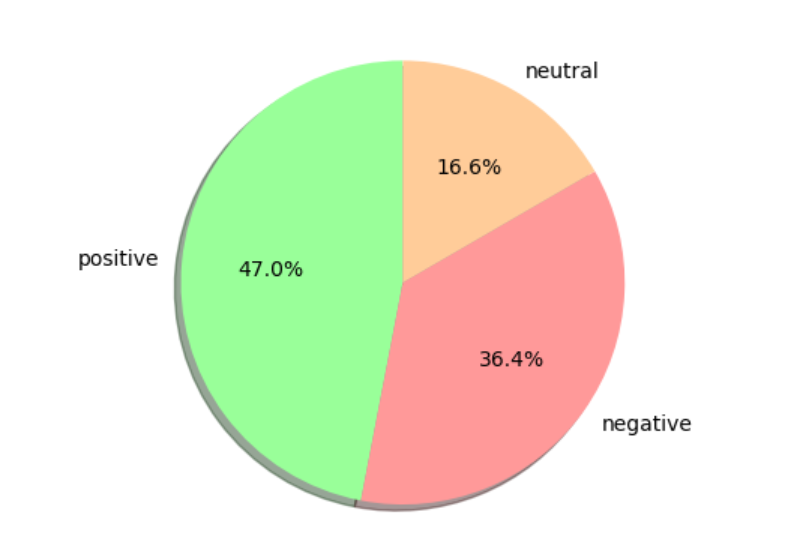 neutral
16.6%
positive
47.0%
36.4%
negative